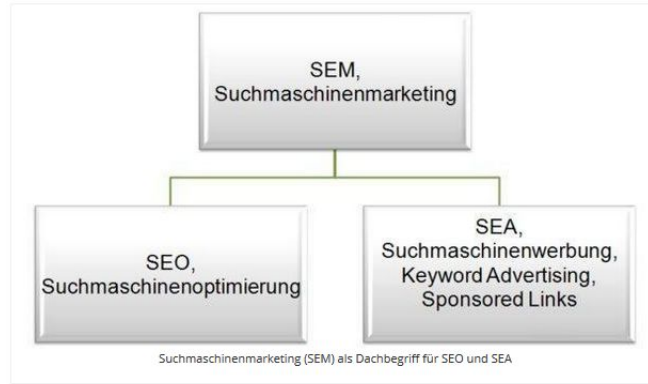 SEM,
Suchmaschinenmarketing
SEO,
Suchmaschinenoptimierung
SEA,
Suchmaschinenwerbung,
Keyword Advertising,
Sponsored Links
Suchmaschinenmarketing (SEM) als Dachbegriff für SEO und SEA